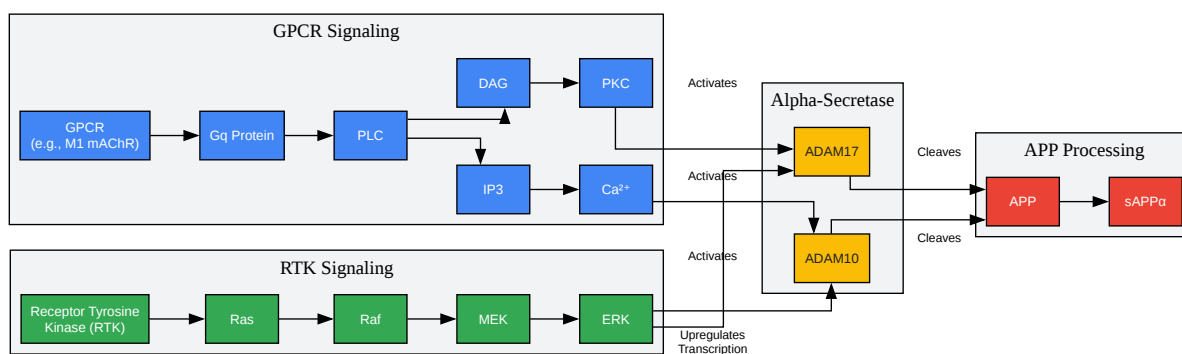 GPCR Signaling
GPCR
(e.g., M1 mAChR)
Gq Protein
PLC
DAG
PKC
IP3
Ca²⁺
RTK Signaling
Receptor Tyrosine
Kinase (RTK)
Ras
Raf
MEK
ERK
Activates
Activates
Activates
Upregulates
Transcription
Alpha-Secretase
ADAM17
ADAM10
Cleaves
Cleaves
APP Processing
APP
sAPPα